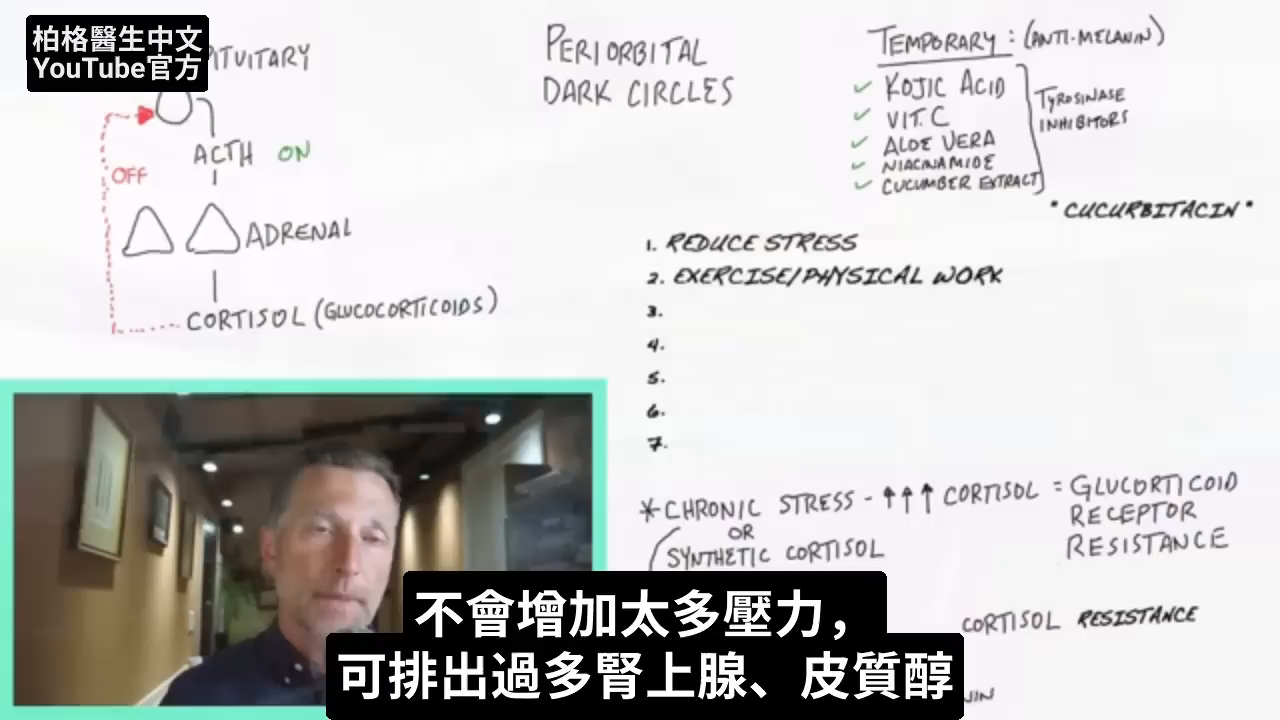 柏格醫生中文
YouTube官方
PITUITARY
ACTH ON
OFF
ADRENAL
CORTISOL (GLUCOCORTICOIDS)
PERIORBITAL
DARK CIRCLES
TEMPORARY: (ANTI-MELANIN)
✓ KOJIC ACID
✓ VIT. C
✓ ALOE VERA
✓ NIACINAMIDE
✓ CUCUMBER EXTRACT
TYROSINASE
INHIBITORS
"CUCURBITACIN"
1. REDUCE STRESS
2. EXERCISE/PHYSICAL WORK
3.
4.
5.
6.
7.
*CHRONIC STRESS - ↑↑↑ CORTISOL = GLUCORTICOID
RECEPTOR
RESISTANCE
OR
SYNTHETIC CORTISOL
CORTISOL RESISTANCE
不會增加太多壓力，
可排出過多腎上腺、皮質醇